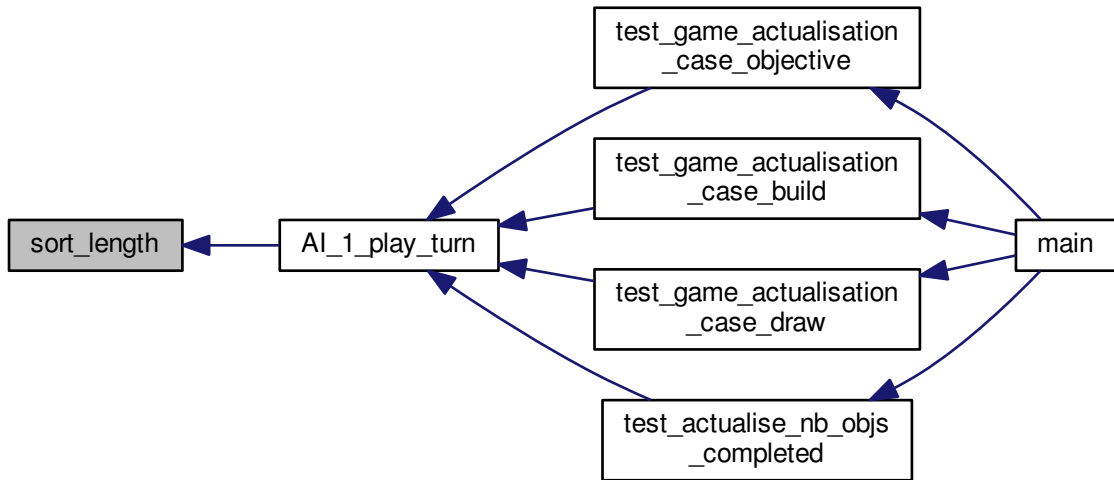 test_game_actualisation
_case_objective
test_game_actualisation
_case_build
sort_length
AI_1_play_turn
main
test_game_actualisation
_case_draw
test_actualise_nb_objs
_completed